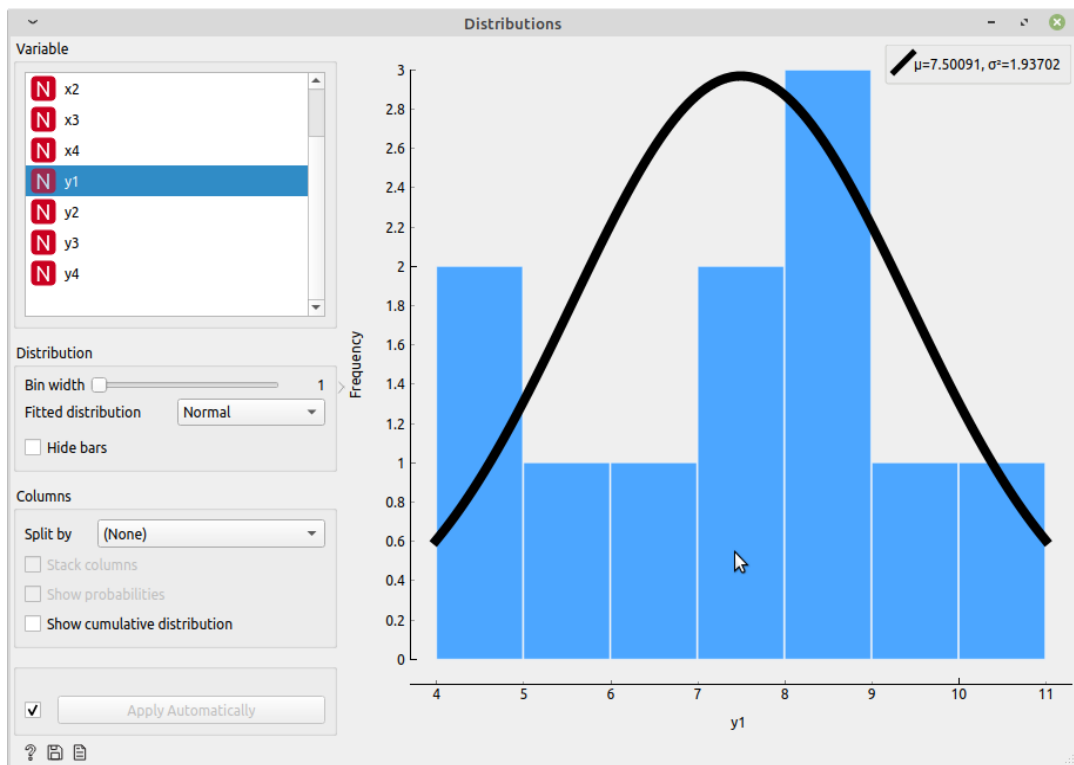 Distributions
Variable
N x2
N x3
N x4
N y1
N y2
N y3
N y4
Distribution
Bin width 1
Fitted distribution Normal
Hide bars
Columns
Split by (None)
Stack columns
Show probabilities
Show cumulative distribution
Apply Automatically
?
μ=7.50091, σ²=1.93702
Frequency
3
2.8
2.6
2.4
2.2
2
1.8
1.6
1.4
1.2
1
0.8
0.6
0.4
0.2
0
4 5 6 7 8 9 10 11
y1